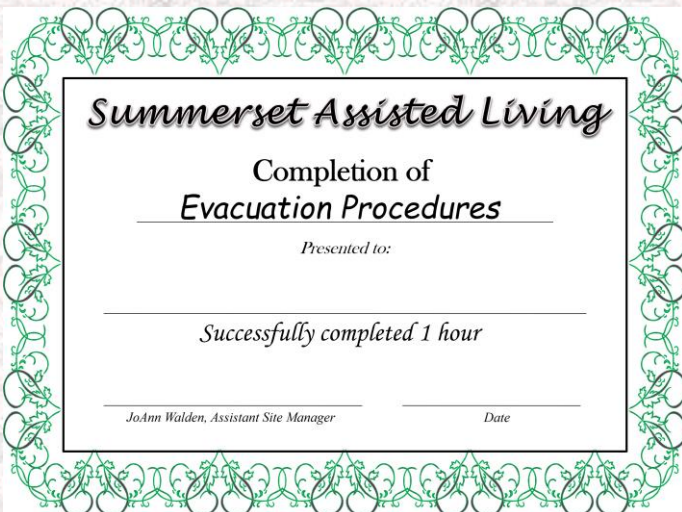 Summerset Assisted Living
Completion of
Evacuation Procedures
Presented to:
Successfully completed 1 hour
JoAnn Walden, Assistant Site Manager
Date